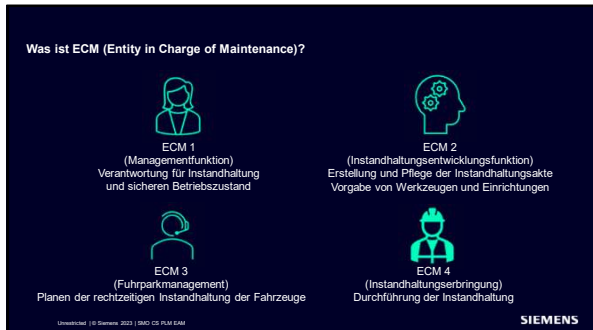 Was ist ECM (Entity in Charge of Maintenance)?
ECM 1
(Managementfunktion)
Verantwortung für Instandhaltung
und sicheren Betriebszustand
ECM 2
(Instandhaltungsentwicklungsfunktion)
Erstellung und Pflege der Instandhaltungsakte
Vorgabe von Werkzeugen und Einrichtungen
ECM 3
(Fuhrparkmanagement)
Planen der rechtzeitigen Instandhaltung der Fahrzeuge
ECM 4
(Instandhaltungserbringung)
Durchführung der Instandhaltung
Unrestricted | © Siemens 2023 | SMO CS PLM EAM
SIEMENS